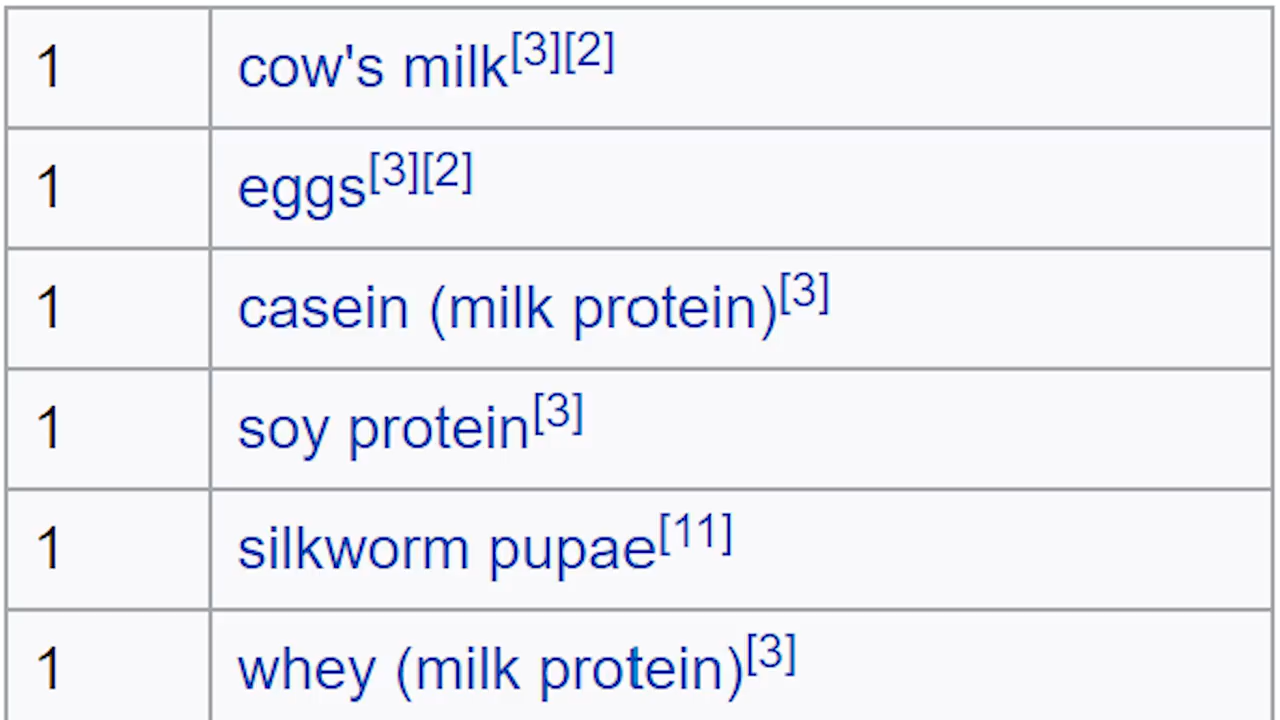 1 cow's milk[3][2]
1 eggs[3][2]
1 casein (milk protein)[3]
1 soy protein[3]
1 silkworm pupae[11]
1 whey (milk protein)[3]